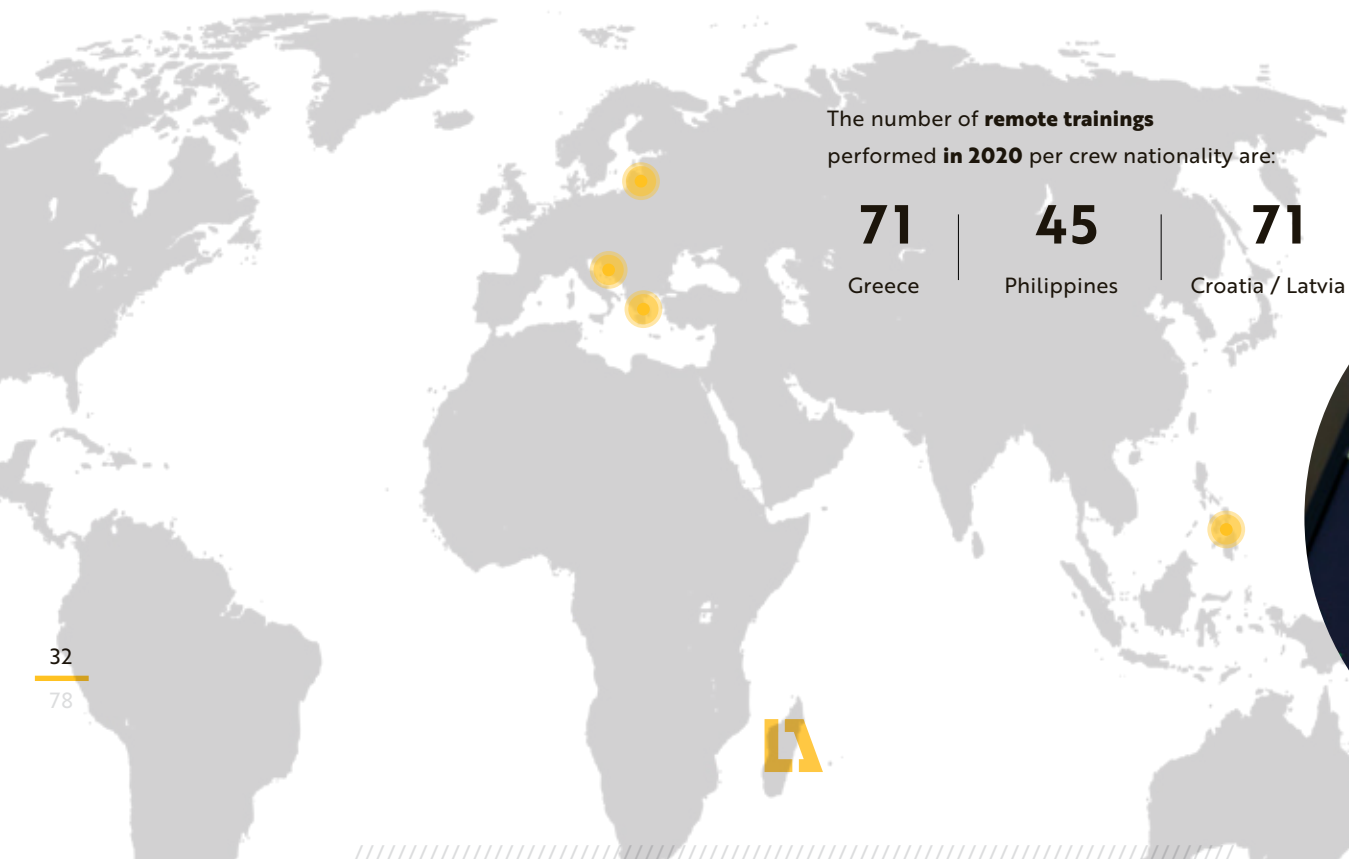 The number of remote trainings
performed in 2020 per crew nationality are:
71
45
71
Greece
Philippines
Croatia / Latvia
32
78